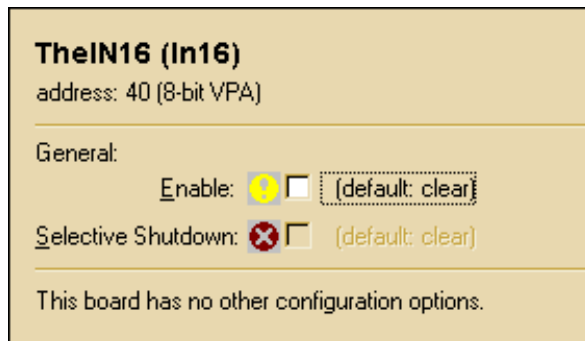 TheIN16 (In16)
address: 40 (8-bit VPA)
General:
Enable: (default: clear)
Selective Shutdown: (default: clear)
This board has no other configuration options.